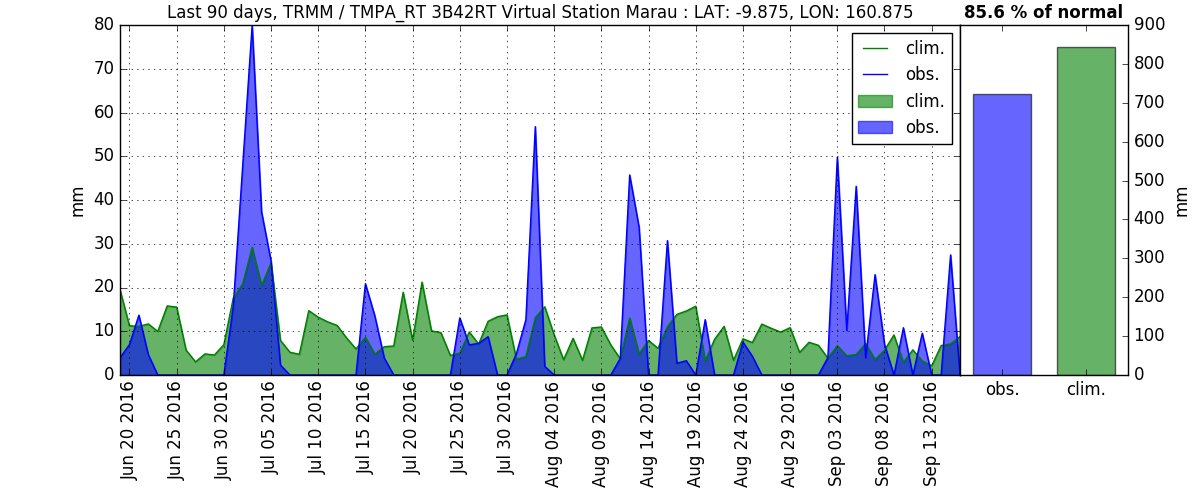 Last 90 days, TRMM / TMPA_RT 3B42RT Virtual Station Marau : LAT: -9.875, LON: 160.875
85.6 % of normal
80
70
60
50
40
30
20
10
0
mm
clim.
obs.
clim.
obs.
900
800
700
600
500
400
300
200
100
0
mm
Jun 20 2016
Jun 25 2016
Jun 30 2016
Jul 05 2016
Jul 10 2016
Jul 15 2016
Jul 20 2016
Jul 25 2016
Jul 30 2016
Aug 04 2016
Aug 09 2016
Aug 14 2016
Aug 19 2016
Aug 24 2016
Aug 29 2016
Sep 03 2016
Sep 08 2016
Sep 13 2016
obs.
clim.